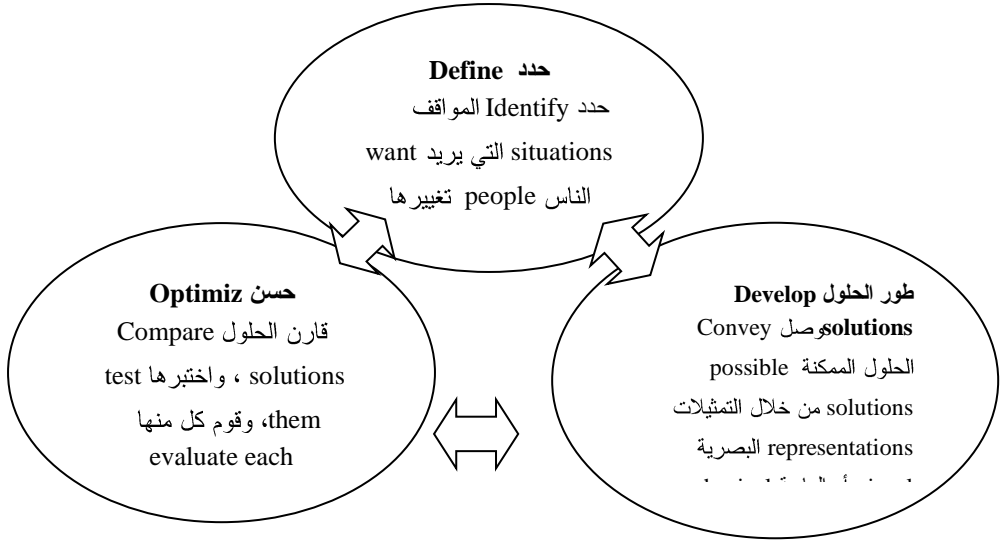 حدد Define
حدد Identify المواقف
situations التي يريد want
الناس people تغييرها
حسن Optimiz
قارن الحلول Compare
solutions ، واختبرها test
them، وقوم كل منها
evaluate each
طور الحلول Develop
solutionsوصل Convey
الحلول الممكنة possible
solutions من خلال التمثيلات
البصرية representations